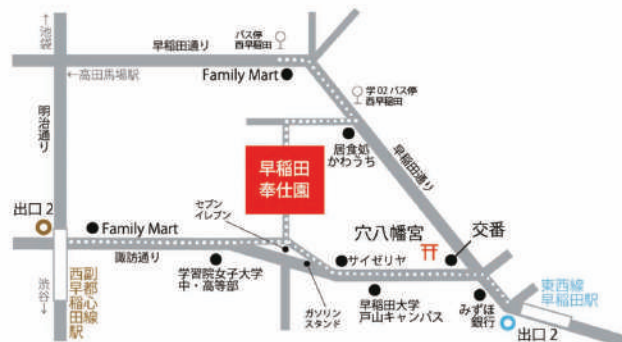 ↑池袋
早稲田通り
バス停
西早稲田
←高田馬場駅
Family Mart
学02 バス停
西早稲田
明治通り
居食処
かわうち
早稲田通り
早稲田
奉仕園
セブン
イレブン
出口 2
Family Mart
穴八幡宮
交番
諏訪通り
サイゼリヤ
学習院女子大学
中・高等部
ガソリン
スタンド
早稲田大学
戸山キャンパス
みずほ
銀行
東西線
早稲田駅
出口 2
渋谷↓
副都心線
西早稲田駅